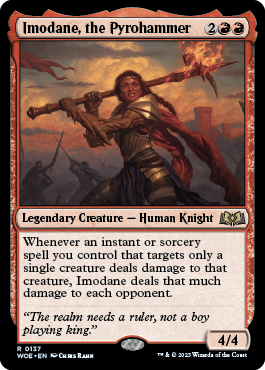 Imodane, the Pyrohammer 2
Legendary Creature — Human Knight
Whenever an instant or sorcery
spell you control that targets only a
single creature deals damage to that
creature, Imodane deals that much
damage to each opponent.
“The realm needs a ruler, not a boy
playing king.”
4/4
R 0137
WOE • EN Chris Rahn
™ & © 2023 Wizards of the Coast